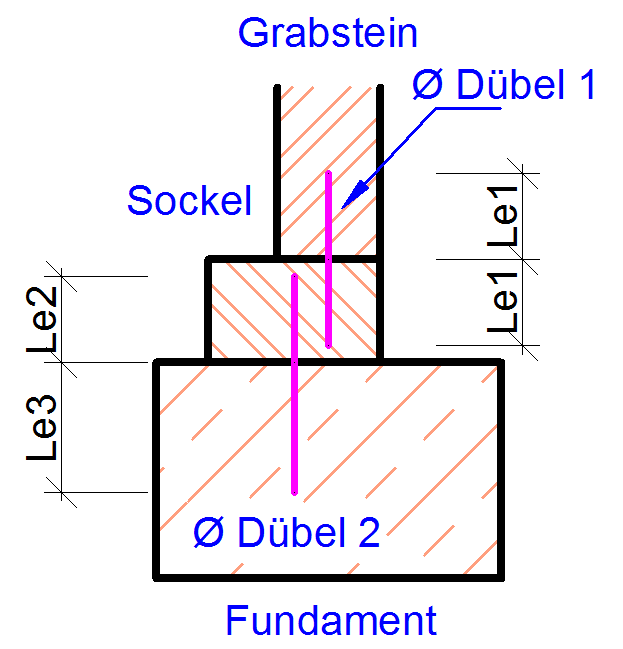 Grabstein
Ø Dübel 1
Sockel
Le1
Le1
Le2
Le3
Ø Dübel 2
Fundament